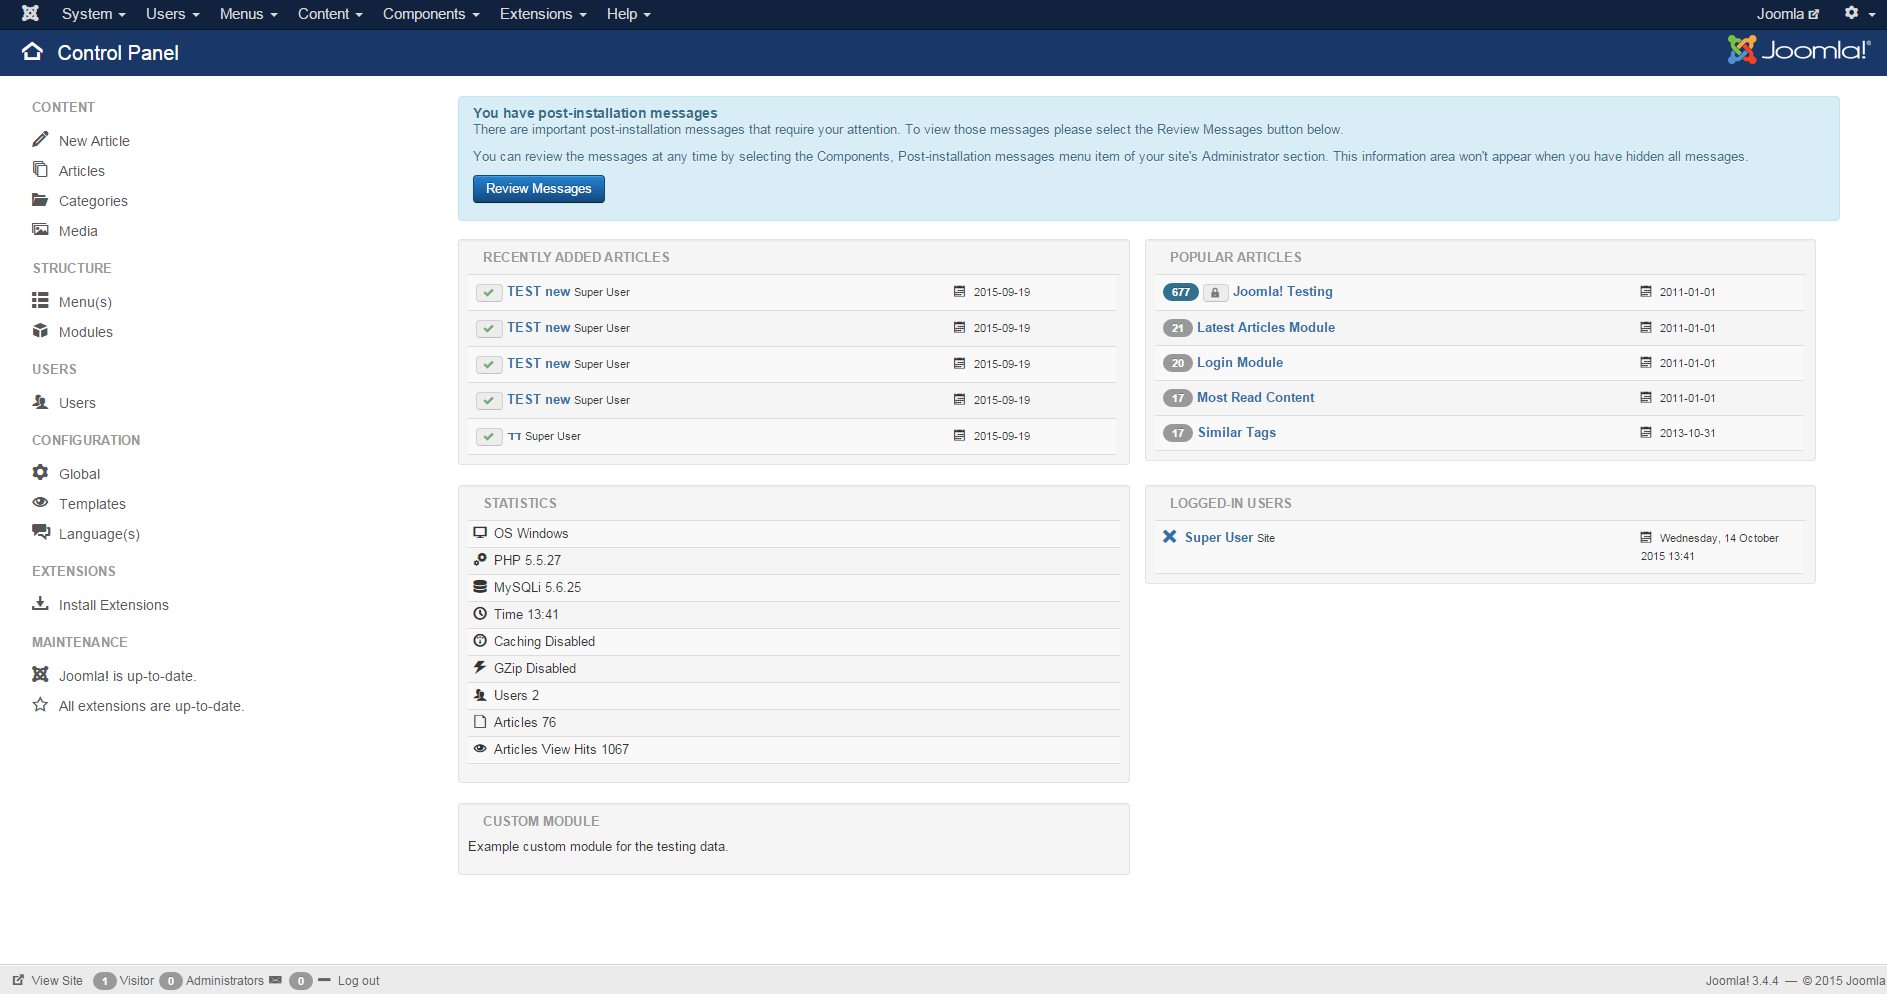 System Users Menus Content Components Extensions Help Joomla
Control Panel Joomla!®
CONTENT
New Article
Articles
Categories
Media
STRUCTURE
Menu(s)
Modules
USERS
Users
CONFIGURATION
Global
Templates
Language(s)
EXTENSIONS
Install Extensions
MAINTENANCE
Joomla! is up-to-date.
All extensions are up-to-date.
You have post-installation messages
There are important post-installation messages that require your attention. To view those messages please select the Review Messages button below.
You can review the messages at any time by selecting the Components, Post-installation messages menu item of your site's Administrator section. This information area won't appear when you have hidden all messages.
Review Messages
RECENTLY ADDED ARTICLES
TEST new Super User 2015-09-19
TEST new Super User 2015-09-19
TEST new Super User 2015-09-19
TEST new Super User 2015-09-19
TT Super User 2015-09-19
POPULAR ARTICLES
677 Joomla! Testing 2011-01-01
21 Latest Articles Module 2011-01-01
20 Login Module 2011-01-01
17 Most Read Content 2011-01-01
17 Similar Tags 2013-10-31
STATISTICS
OS Windows
PHP 5.5.27
MySQLi 5.6.25
Time 13:41
Caching Disabled
GZip Disabled
Users 2
Articles 76
Articles View Hits 1067
LOGGED-IN USERS
Super User Site Wednesday, 14 October
2015 13:41
CUSTOM MODULE
Example custom module for the testing data.
View Site 1 Visitor 0 Administrators 0 Log out Joomla! 3.4.4 — © 2015 Joomla